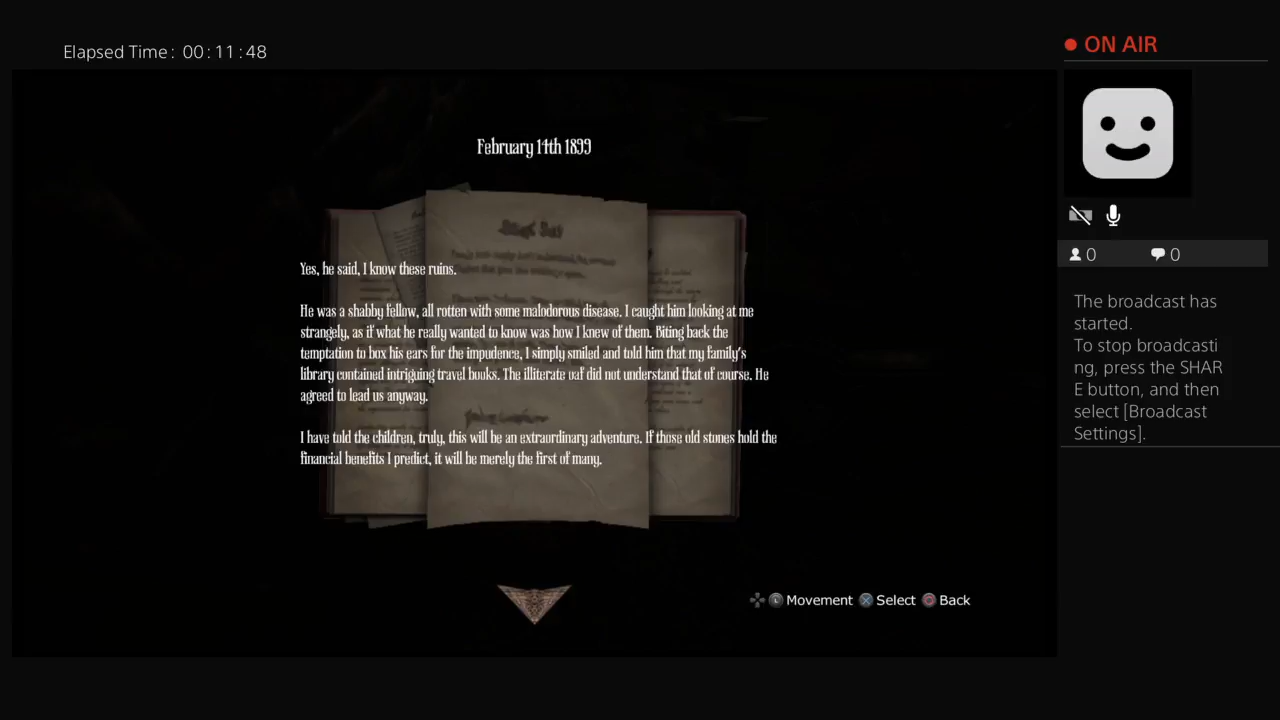 Elapsed Time: 00:11:48
ON AIR
0
0
The broadcast has
started.
To stop broadcasti
ng, press the SHAR
E button, and then
select [Broadcast
Settings].
February 14th 1899
Yes, he said, I know these ruins.
He was a shabby fellow, all rotten with some malodorous disease. I caught him looking at me
strangely, as if what he really wanted to know was how I knew of them. Biting back the
temptation to box his ears for the impudence, I simply smiled and told him that my family's
library contained intriguing travel books. The illiterate oaf did not understand that of course. He
agreed to lead us anyway.
I have told the children, truly, this will be an extraordinary adventure. If those old stones hold the
financial benefits I predict, it will be merely the first of many.
Movement Select Back